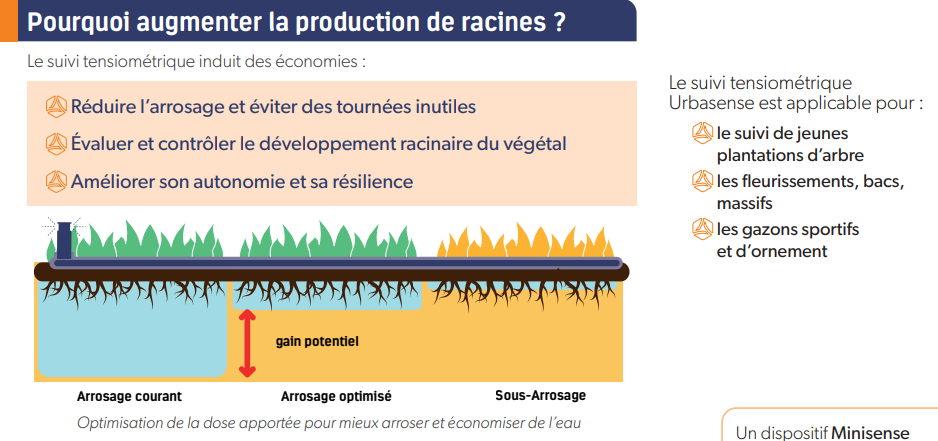 Pourquoi augmenter la production de racines ?
Le suivi tensiométrique induit des économies :
Réduire l’arrosage et éviter des tournées inutiles
Évaluer et contrôler le développement racinaire du végétal
Améliorer son autonomie et sa résilience
gain potentiel
Arrosage courant
Arrosage optimisé
Sous-Arrosage
Optimisation de la dose apportée pour mieux arroser et économiser de l’eau
Le suivi tensiométrique
Urbasense est applicable pour :
le suivi de jeunes
plantations d’arbre
les fleurissements, bacs,
massifs
les gazons sportifs
et d’ornement
Un dispositif Minisense